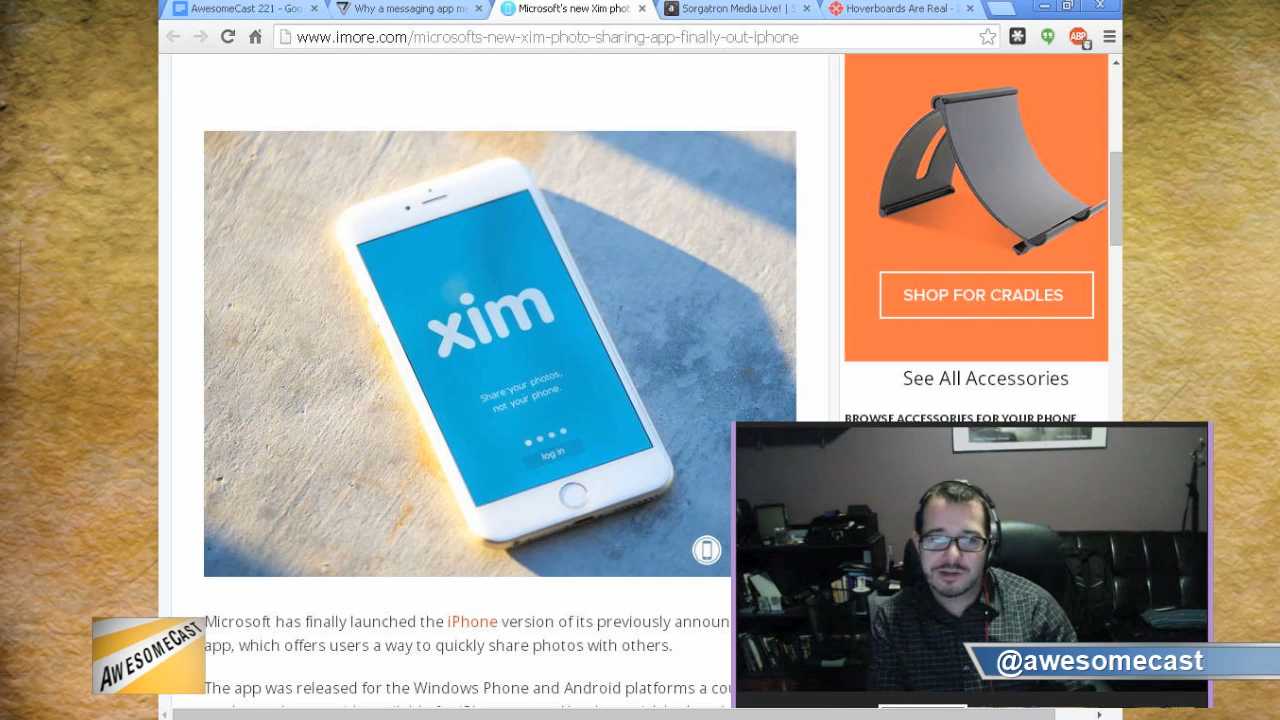 AwesomeCast 221 - Goo
Why a messaging app m
Microsoft's new Xim phot
Sorgatron Media Live! | S
Hoverboards Are Real -
.imore.com/microsofts-new-xim-photo-sharing-app-finally-out-iphone
ABP
xim
Share your photos,
not your phone.
log in
SHOP FOR CRADLES
See All Accessories
BROWSE ACCESSORIES FOR YOUR PHONE
Microsoft has finally launched the iPhone version of its previously announ
app, which offers users a way to quickly share photos with others.
The app was released for the Windows Phone and Android platforms a cou
AWESOMECAST
@awesomecast